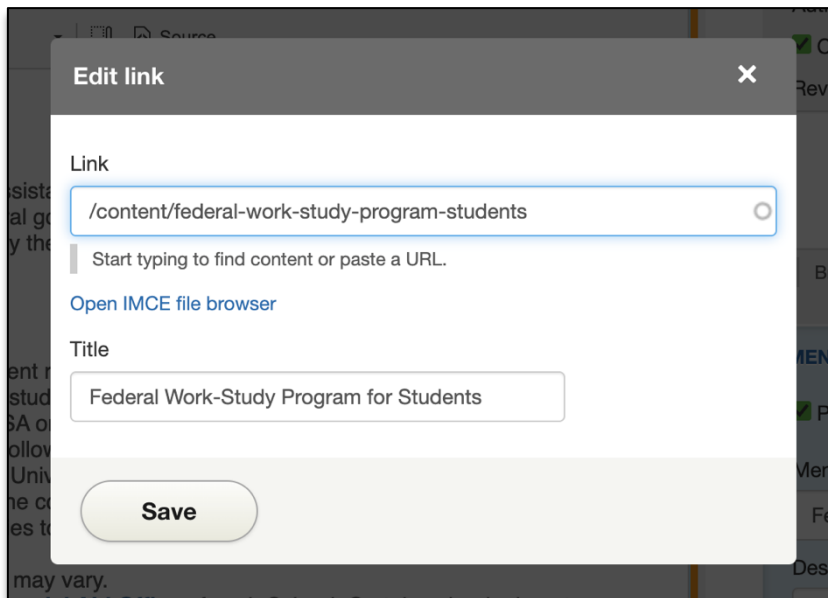 Source
Edit link
Link
/content/federal-work-study-program-students
Start typing to find content or paste a URL.
Open IMCE file browser
Title
Federal Work-Study Program for Students
Save
may vary.